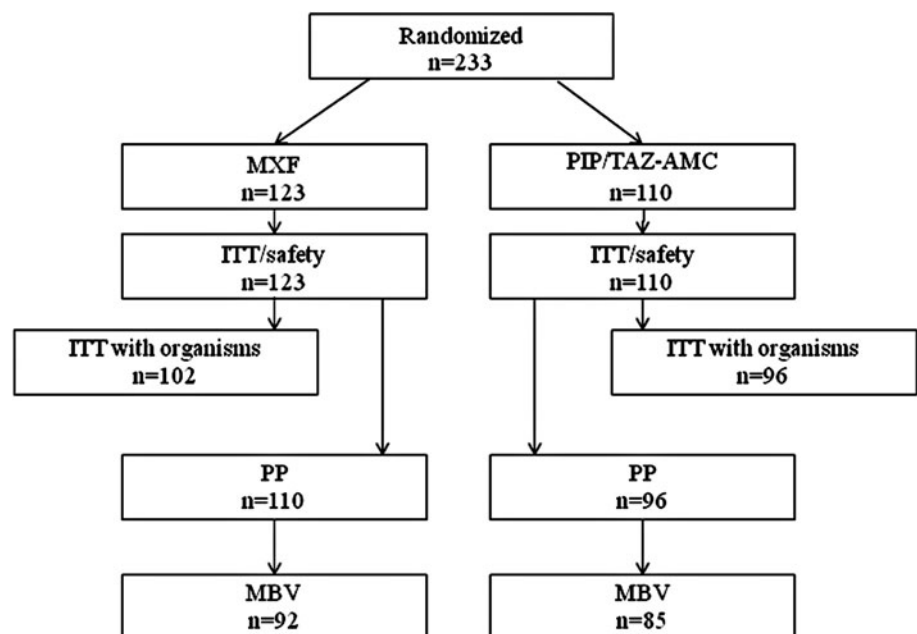 Randomized
n=233
MXF
n=123
PIP/TAZ-AMC
n=110
ITT/safety
n=123
ITT/safety
n=110
ITT with organisms
n=102
ITT with organisms
n=96
PP
n=110
PP
n=96
MBV
n=92
MBV
n=85